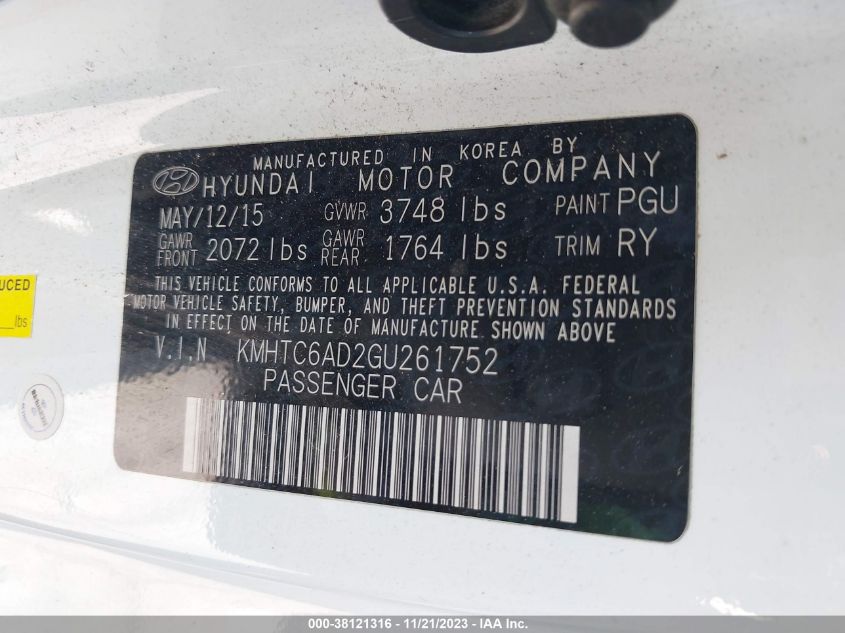 MANUFACTURED IN KOREA BY
HYUNDAI MOTOR COMPANY
MAY/12/15 GVWR 3748 lbs PAINT PGU
GAWR FRONT 2072 lbs GAWR REAR 1764 lbs TRIM RY
THIS VEHICLE CONFORMS TO ALL APPLICABLE U.S.A. FEDERAL
MOTOR VEHICLE SAFETY, BUMPER, AND THEFT PREVENTION STANDARDS
IN EFFECT ON THE DATE OF MANUFACTURE SHOWN ABOVE
V.I.N KMHTC6AD2GU261752
PASSENGER CAR
UCED
lbs
000-38121316 - 11/21/2023 - IAA Inc.